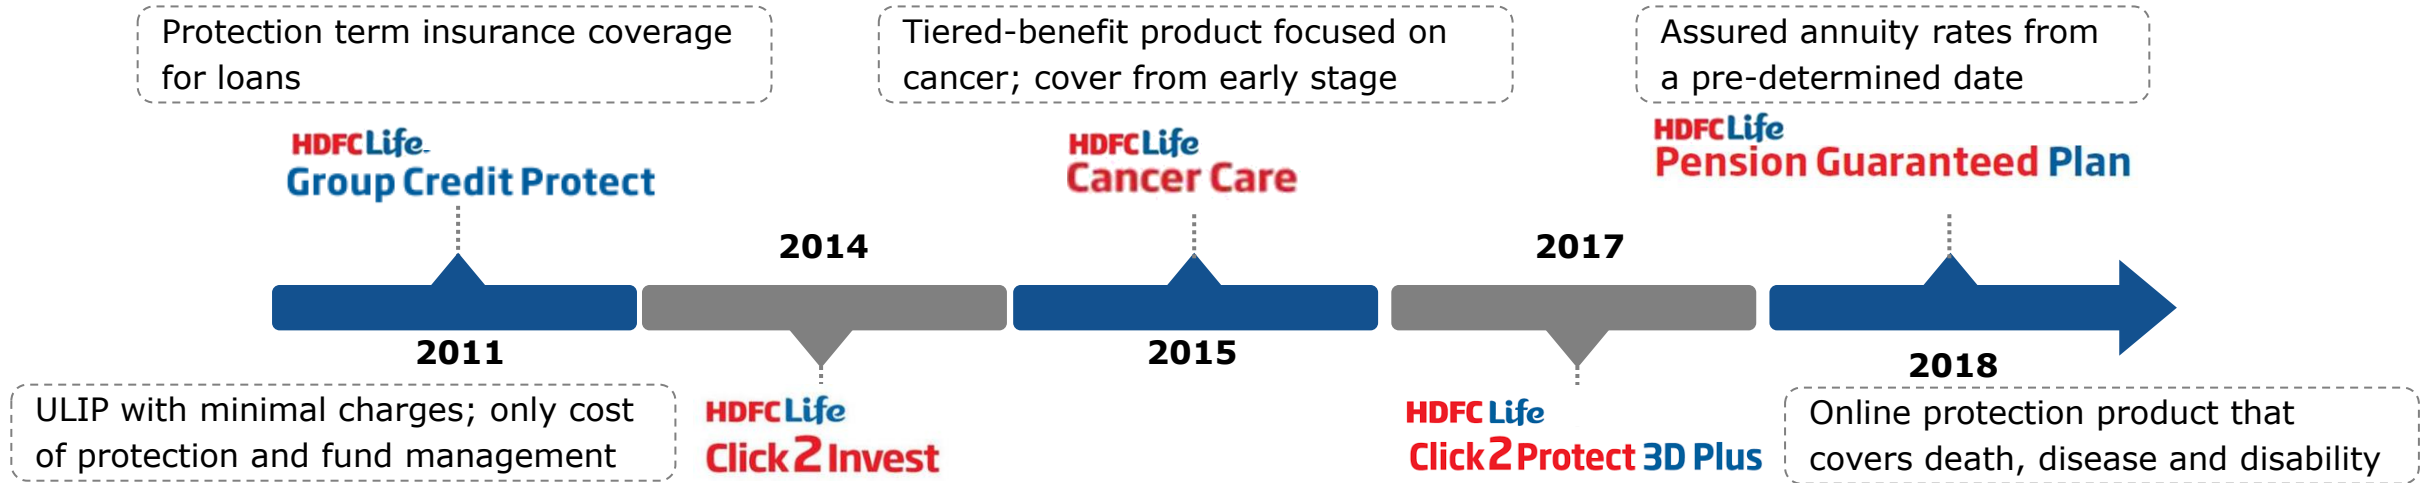 Protection term insurance coverage
for loans
Tiered-benefit product focused on
cancer; cover from early stage
Assured annuity rates from
a pre-determined date
HDFC Life
Group Credit Protect
HDFC Life
Cancer Care
HDFC Life
Pension Guaranteed Plan
2014
2017
2011
2015
2018
ULIP with minimal charges; only cost
of protection and fund management
HDFC Life
Click 2 Invest
HDFC Life
Click 2 Protect 3D Plus
Online protection product that
covers death, disease and disability